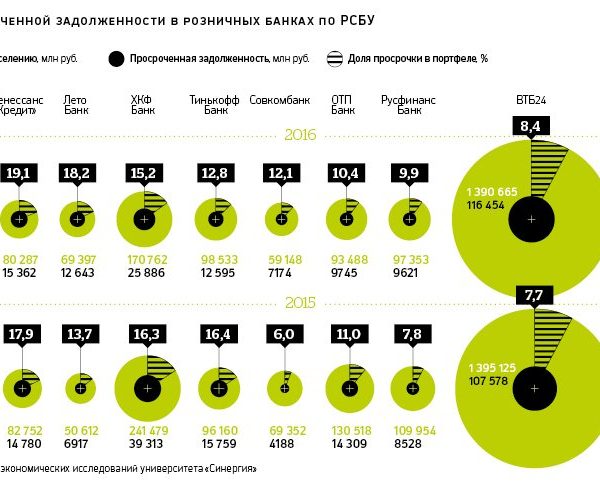 ЧЕННОЙ ЗАДОЛЖЕННОСТИ В РОЗНИЧНЫХ БАНКАХ ПО РСБУ
селению, млн руб. Просроченная задолженность, млн руб. Доля просрочки в портфеле, %
енессанс Лето ХКФ Тинькофф Совкомбанк ОТП Русфинанс ВТБ24
Кредит» Банк Банк Банк Банк Банк
2016
19,1 18,2 15,2 12,8 12,1 10,4 9,9 8,4
1 390 665
116 454
80 287 69 397 170 762 98 533 59 148 93 488 97 353
15 362 12 643 25 886 12 595 7174 9745 9621
2015
17,9 13,7 16,3 16,4 6,0 11,0 7,8 7,7
1 395 125
107 578
82 752 50 612 241 479 96 160 69 352 130 518 109 954
14 780 6917 39 313 15 759 4188 14 309 8528
экономических исследований университета «Синергия»